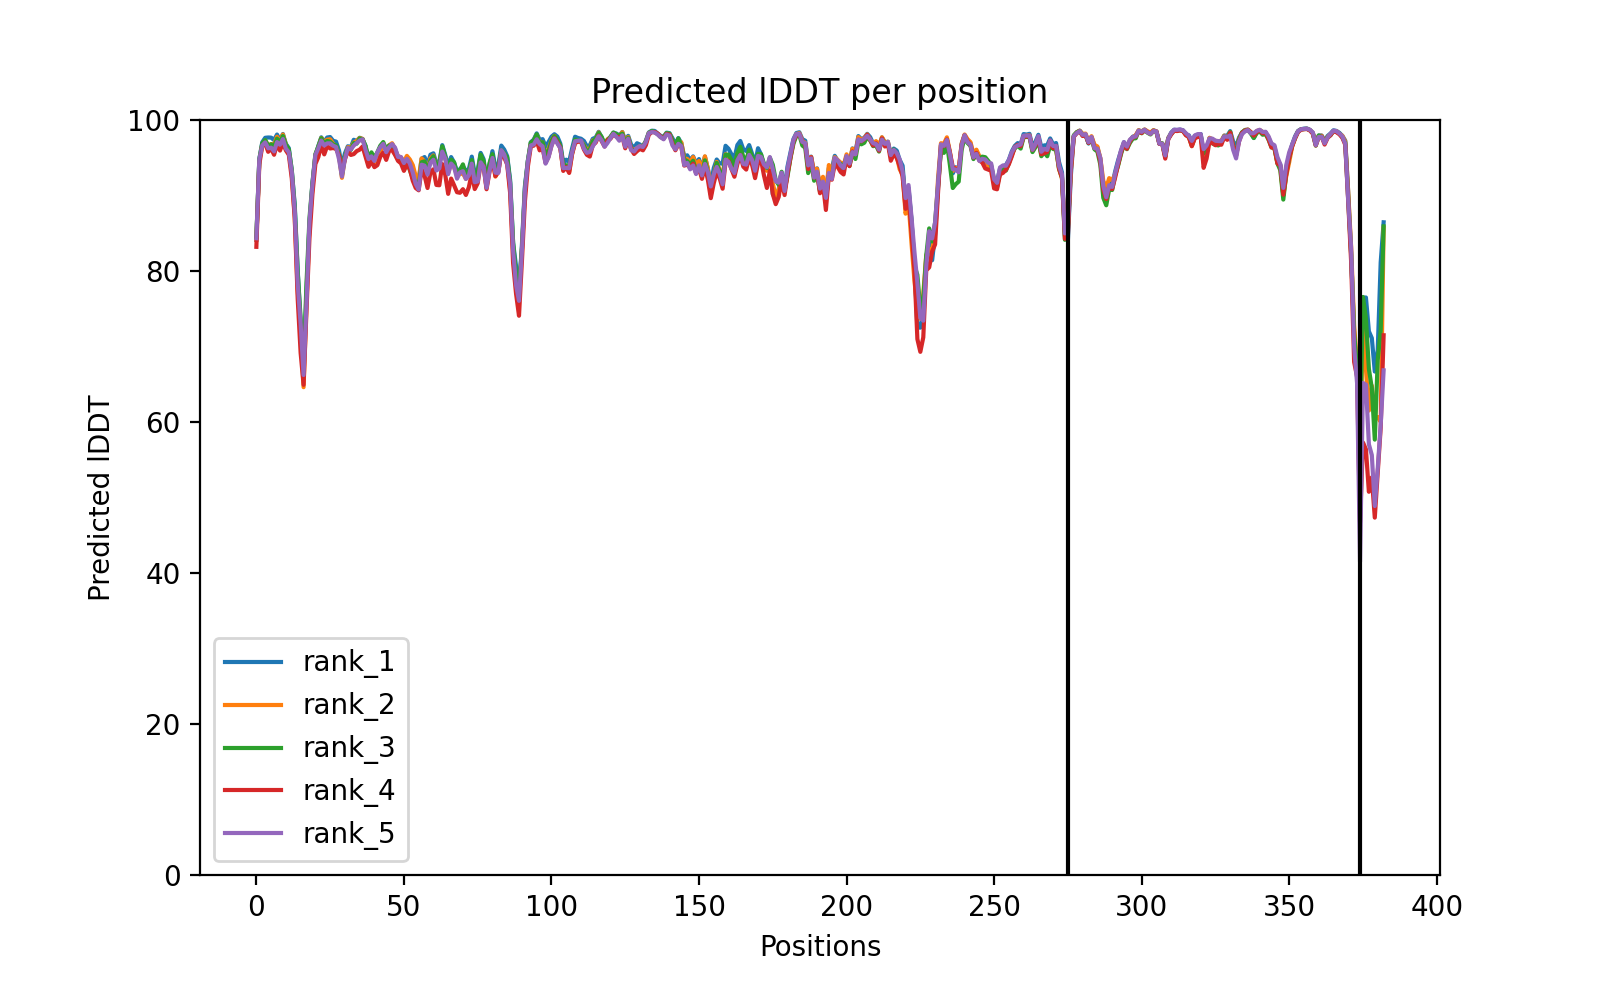 Predicted lDDT per position
100
80
60
40
20
0
Predicted lDDT
rank_1
rank_2
rank_3
rank_4
rank_5
0 50 100 150 200 250 300 350 400
Positions